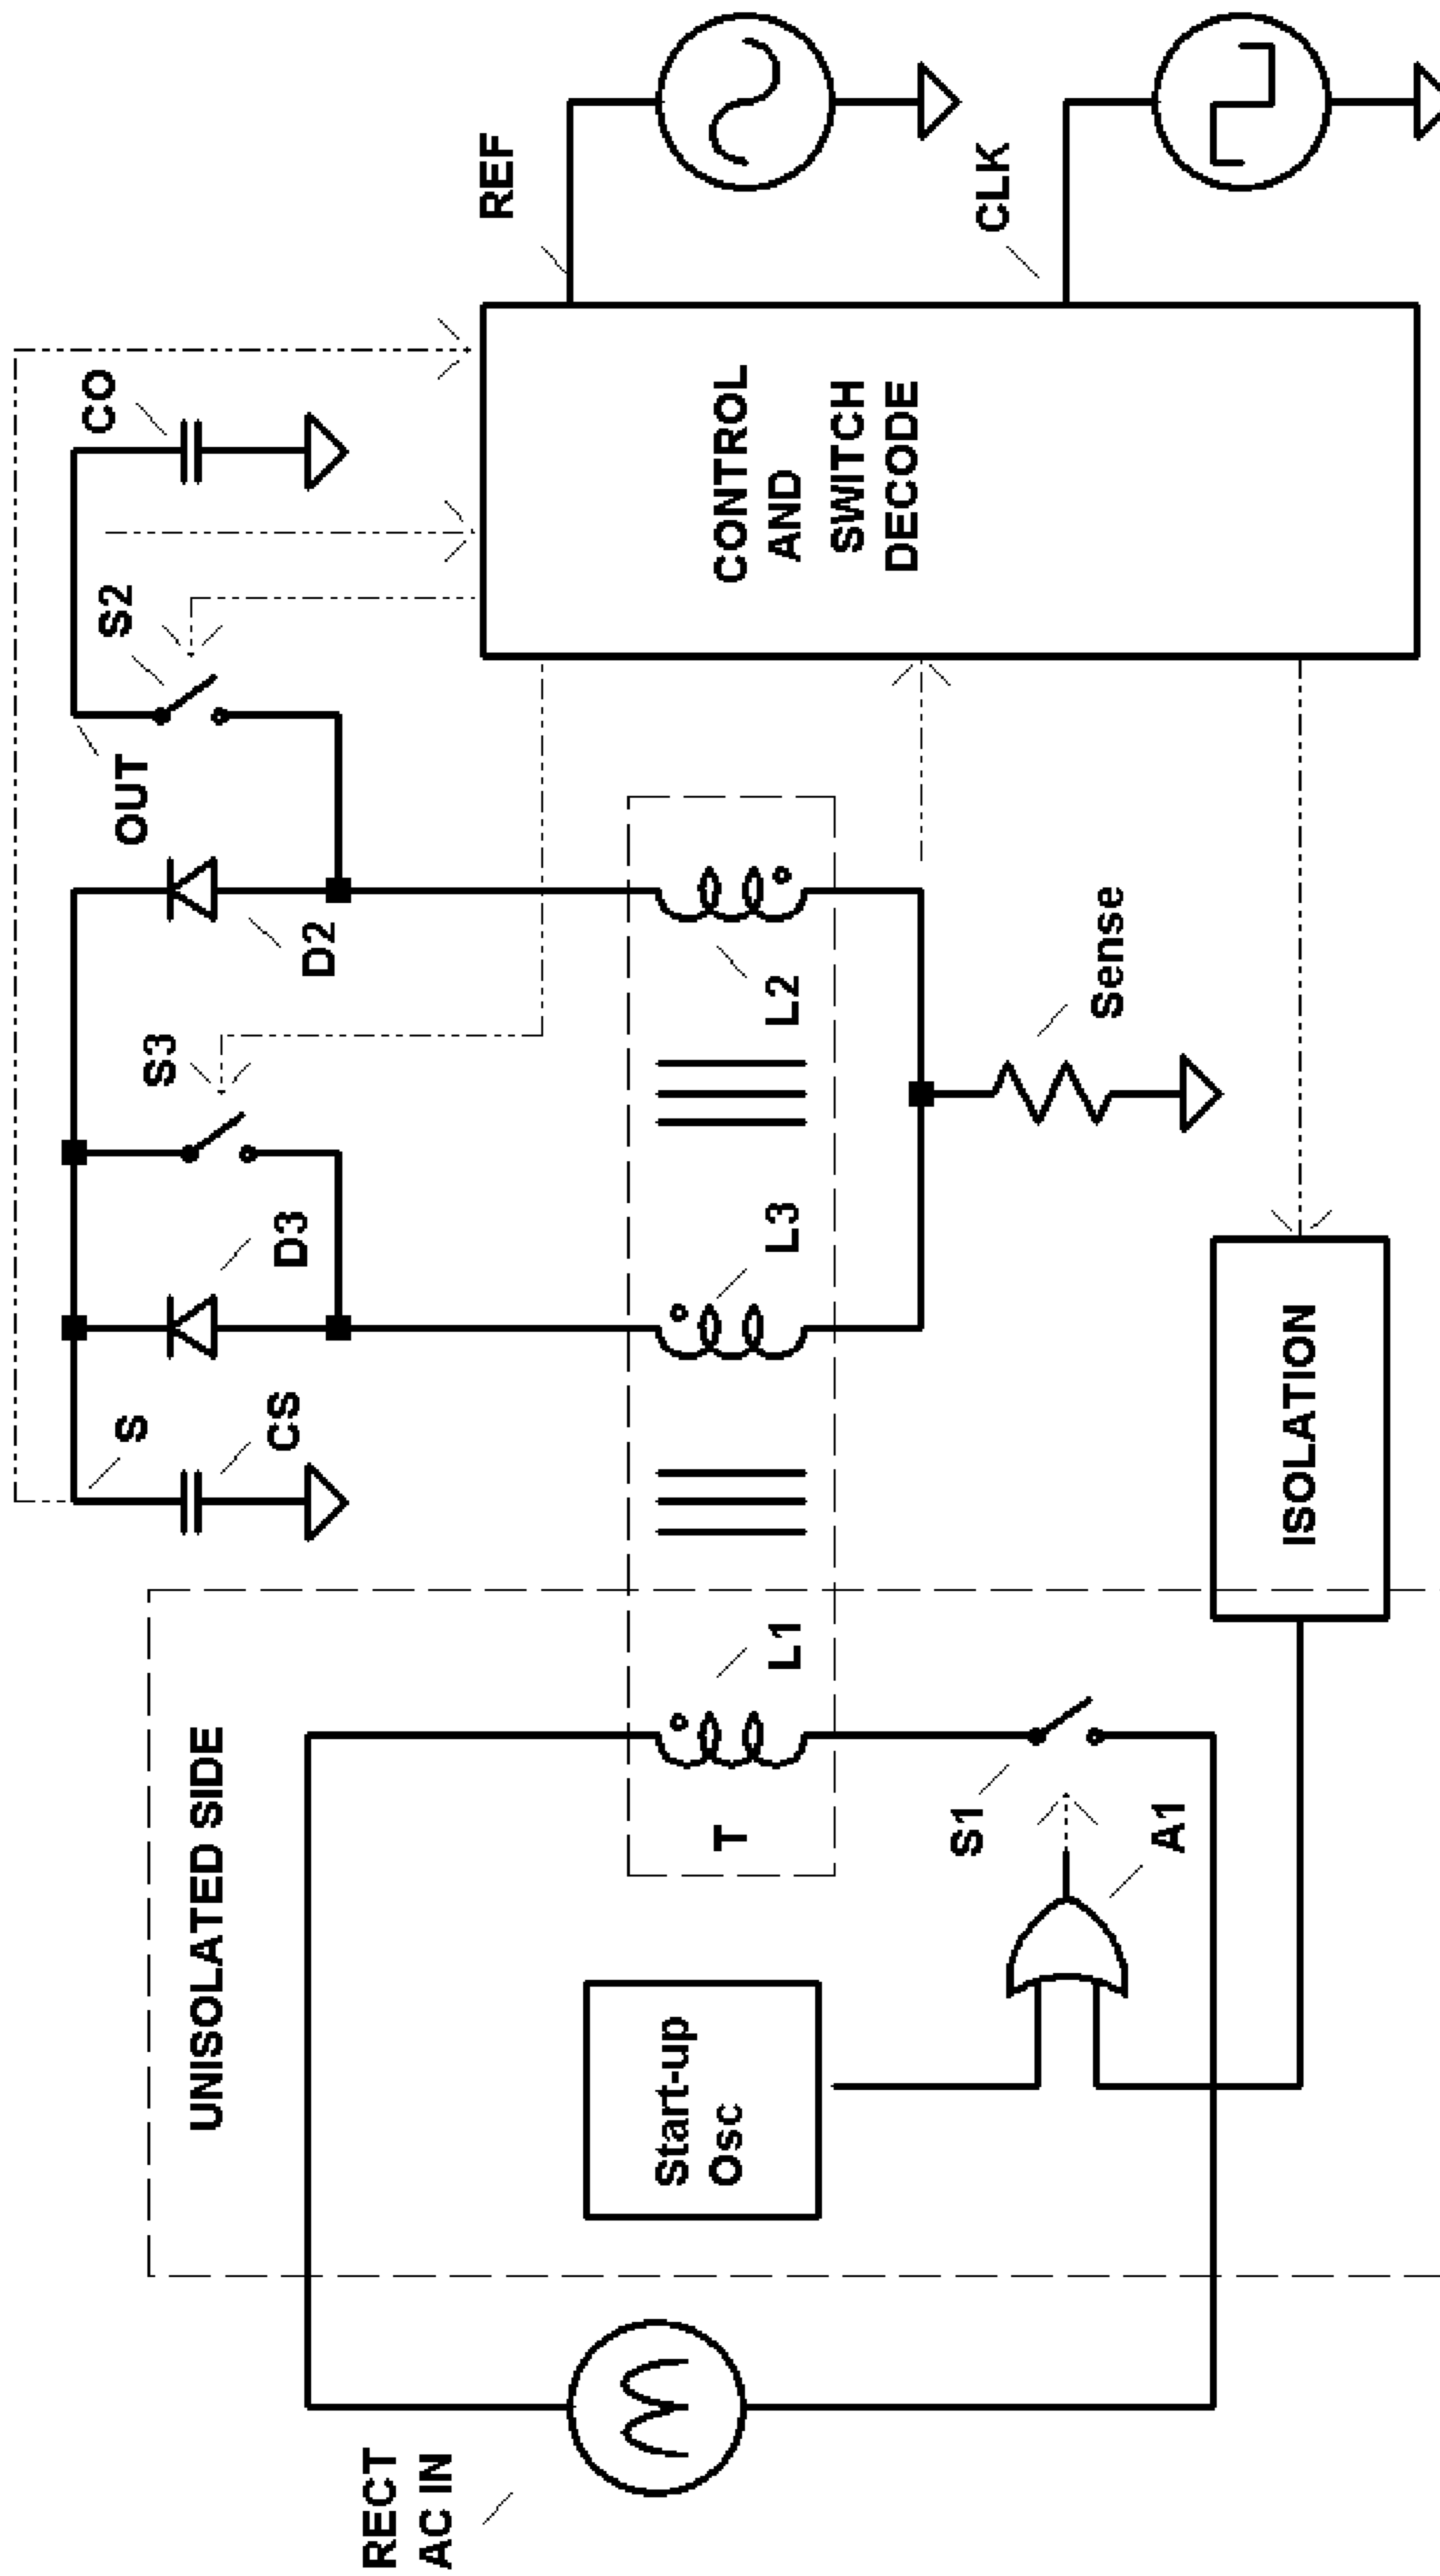 RECT
AC IN
UNISOLATED SIDE
Start-up
Osc
T
L1
S1
A1
ISOLATION
S
CS
D3
S3
L3
L2
D2
Sense
OUT
S2
CO
CONTROL
AND
SWITCH
DECODE
REF
CLK